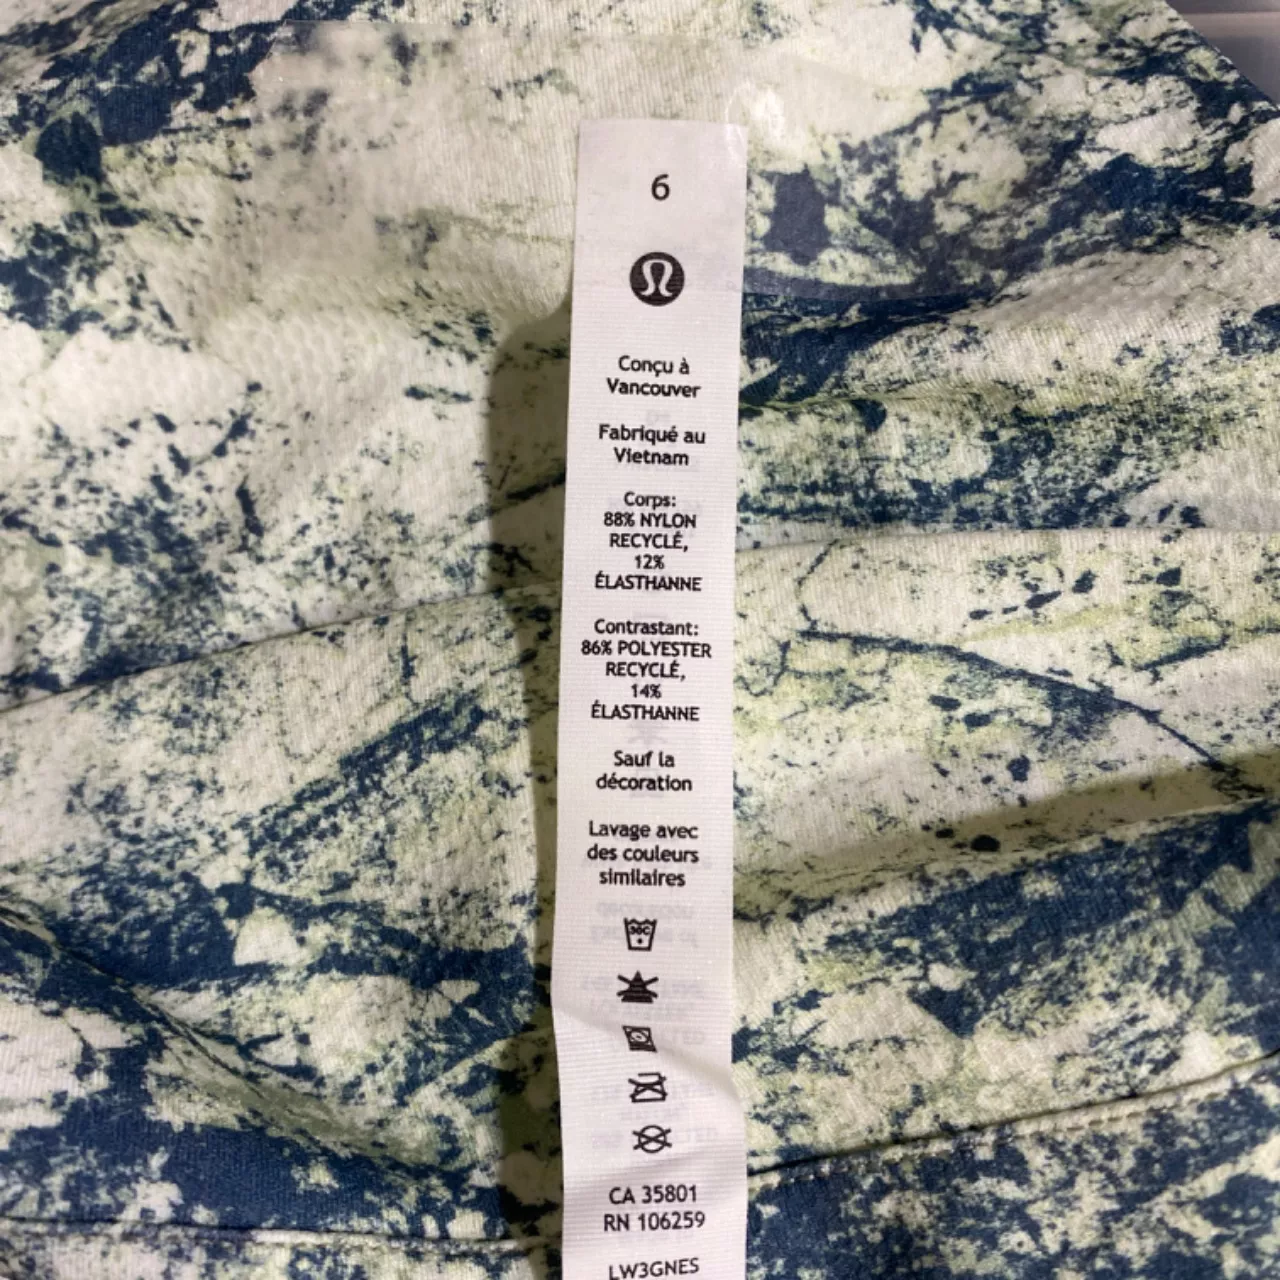 6
Conçu à
Vancouver
Fabriqué au
Vietnam
Corps:
88% NYLON
RECYCLÉ,
12%
ÉLASTHANNE
Contrastant:
86% POLYESTER
RECYCLÉ,
14%
ÉLASTHANNE
Sauf la
décoration
Lavage avec
des couleurs
similaires
30C
CA 35801
RN 106259
LW3GNES